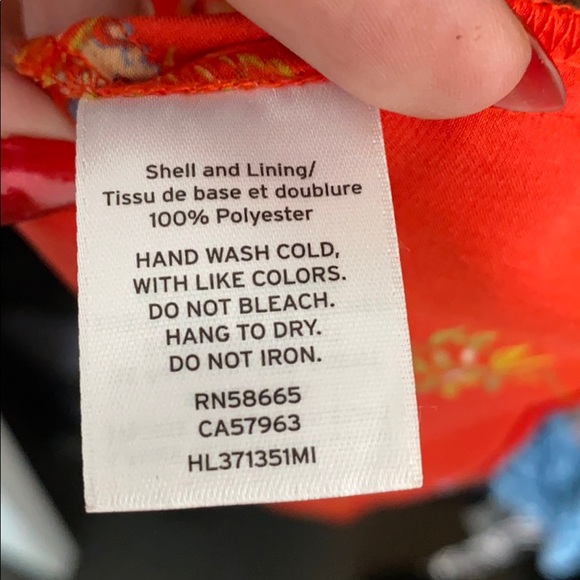 Shell and Lining/
Tissu de base et doublure
100% Polyester
HAND WASH COLD,
WITH LIKE COLORS.
DO NOT BLEACH.
HANG TO DRY.
DO NOT IRON.
RN58665
CA57963
HL371351MI